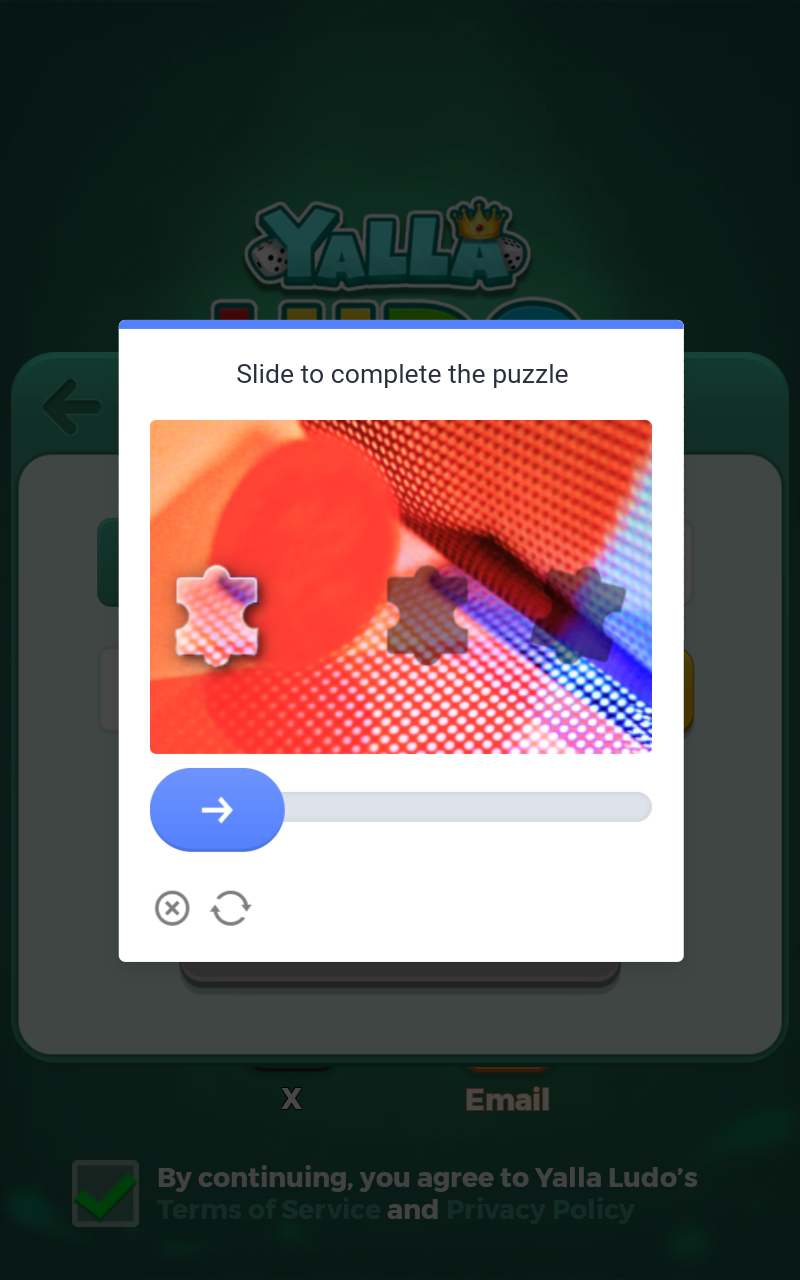 YALLA
LUDO
Slide to complete the puzzle
X
Email
By continuing, you agree to Yalla Ludo's
Terms of Service and Privacy Policy